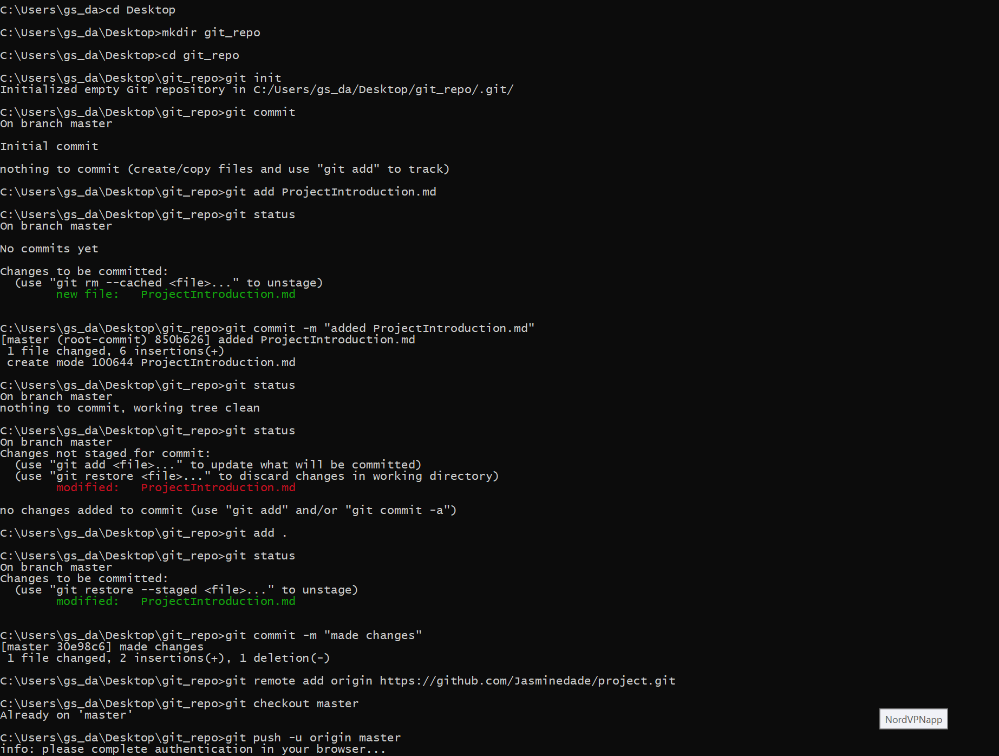 C:\Users\gs_da>cd Desktop
C:\Users\gs_da\Desktop>mkdir git_repo
C:\Users\gs_da\Desktop>cd git_repo
C:\Users\gs_da\Desktop\git_repo>git init
Initialized empty Git repository in C:/Users/gs_da/Desktop/git_repo/.git/
C:\Users\gs_da\Desktop\git_repo>git commit
On branch master
Initial commit
nothing to commit (create/copy files and use "git add" to track)
C:\Users\gs_da\Desktop\git_repo>git add ProjectIntroduction.md
C:\Users\gs_da\Desktop\git_repo>git status
On branch master
No commits yet
Changes to be committed:
  (use "git rm --cached <file>..." to unstage)
        new file:   ProjectIntroduction.md
C:\Users\gs_da\Desktop\git_repo>git commit -m "added ProjectIntroduction.md"
[master (root-commit) 850b626] added ProjectIntroduction.md
 1 file changed, 6 insertions(+)
 create mode 100644 ProjectIntroduction.md
C:\Users\gs_da\Desktop\git_repo>git status
On branch master
nothing to commit, working tree clean
C:\Users\gs_da\Desktop\git_repo>git status
On branch master
Changes not staged for commit:
  (use "git add <file>..." to update what will be committed)
  (use "git restore <file>..." to discard changes in working directory)
        modified:   ProjectIntroduction.md
no changes added to commit (use "git add" and/or "git commit -a")
C:\Users\gs_da\Desktop\git_repo>git add .
C:\Users\gs_da\Desktop\git_repo>git status
On branch master
Changes to be committed:
  (use "git restore --staged <file>..." to unstage)
        modified:   ProjectIntroduction.md
C:\Users\gs_da\Desktop\git_repo>git commit -m "made changes"
[master 30e98c6] made changes
 1 file changed, 2 insertions(+), 1 deletion(-)
C:\Users\gs_da\Desktop\git_repo>git remote add origin https://github.com/Jasminedade/project.git
C:\Users\gs_da\Desktop\git_repo>git checkout master
Already on 'master'
NordVPNapp
C:\Users\gs_da\Desktop\git_repo>git push -u origin master
info: please complete authentication in your browser...